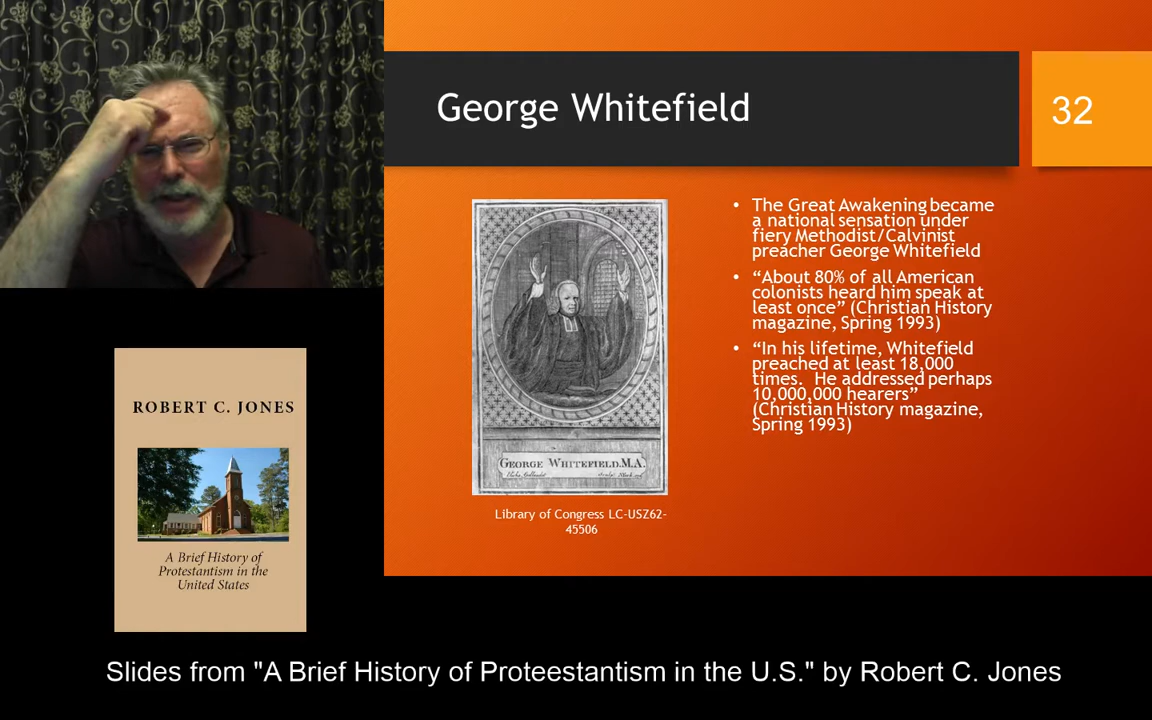 George Whitefield
32
• The Great Awakening became
a national sensation under
fiery Methodist/Calvinist
preacher George Whitefield
• “About 80% of all American
colonists heard him speak at
least once” (Christian History
magazine, Spring 1993)
• “In his lifetime, Whitefield
preached at least 18,000
times.  He addressed perhaps
10,000,000 hearers”
(Christian History magazine,
Spring 1993)
GEORGE WHITEFIELD.M.A.
Library of Congress LC-USZ62-
45506
ROBERT C. JONES
A Brief History of
Protestantism in the
United States
Slides from "A Brief History of Proteestantism in the U.S." by Robert C. Jones